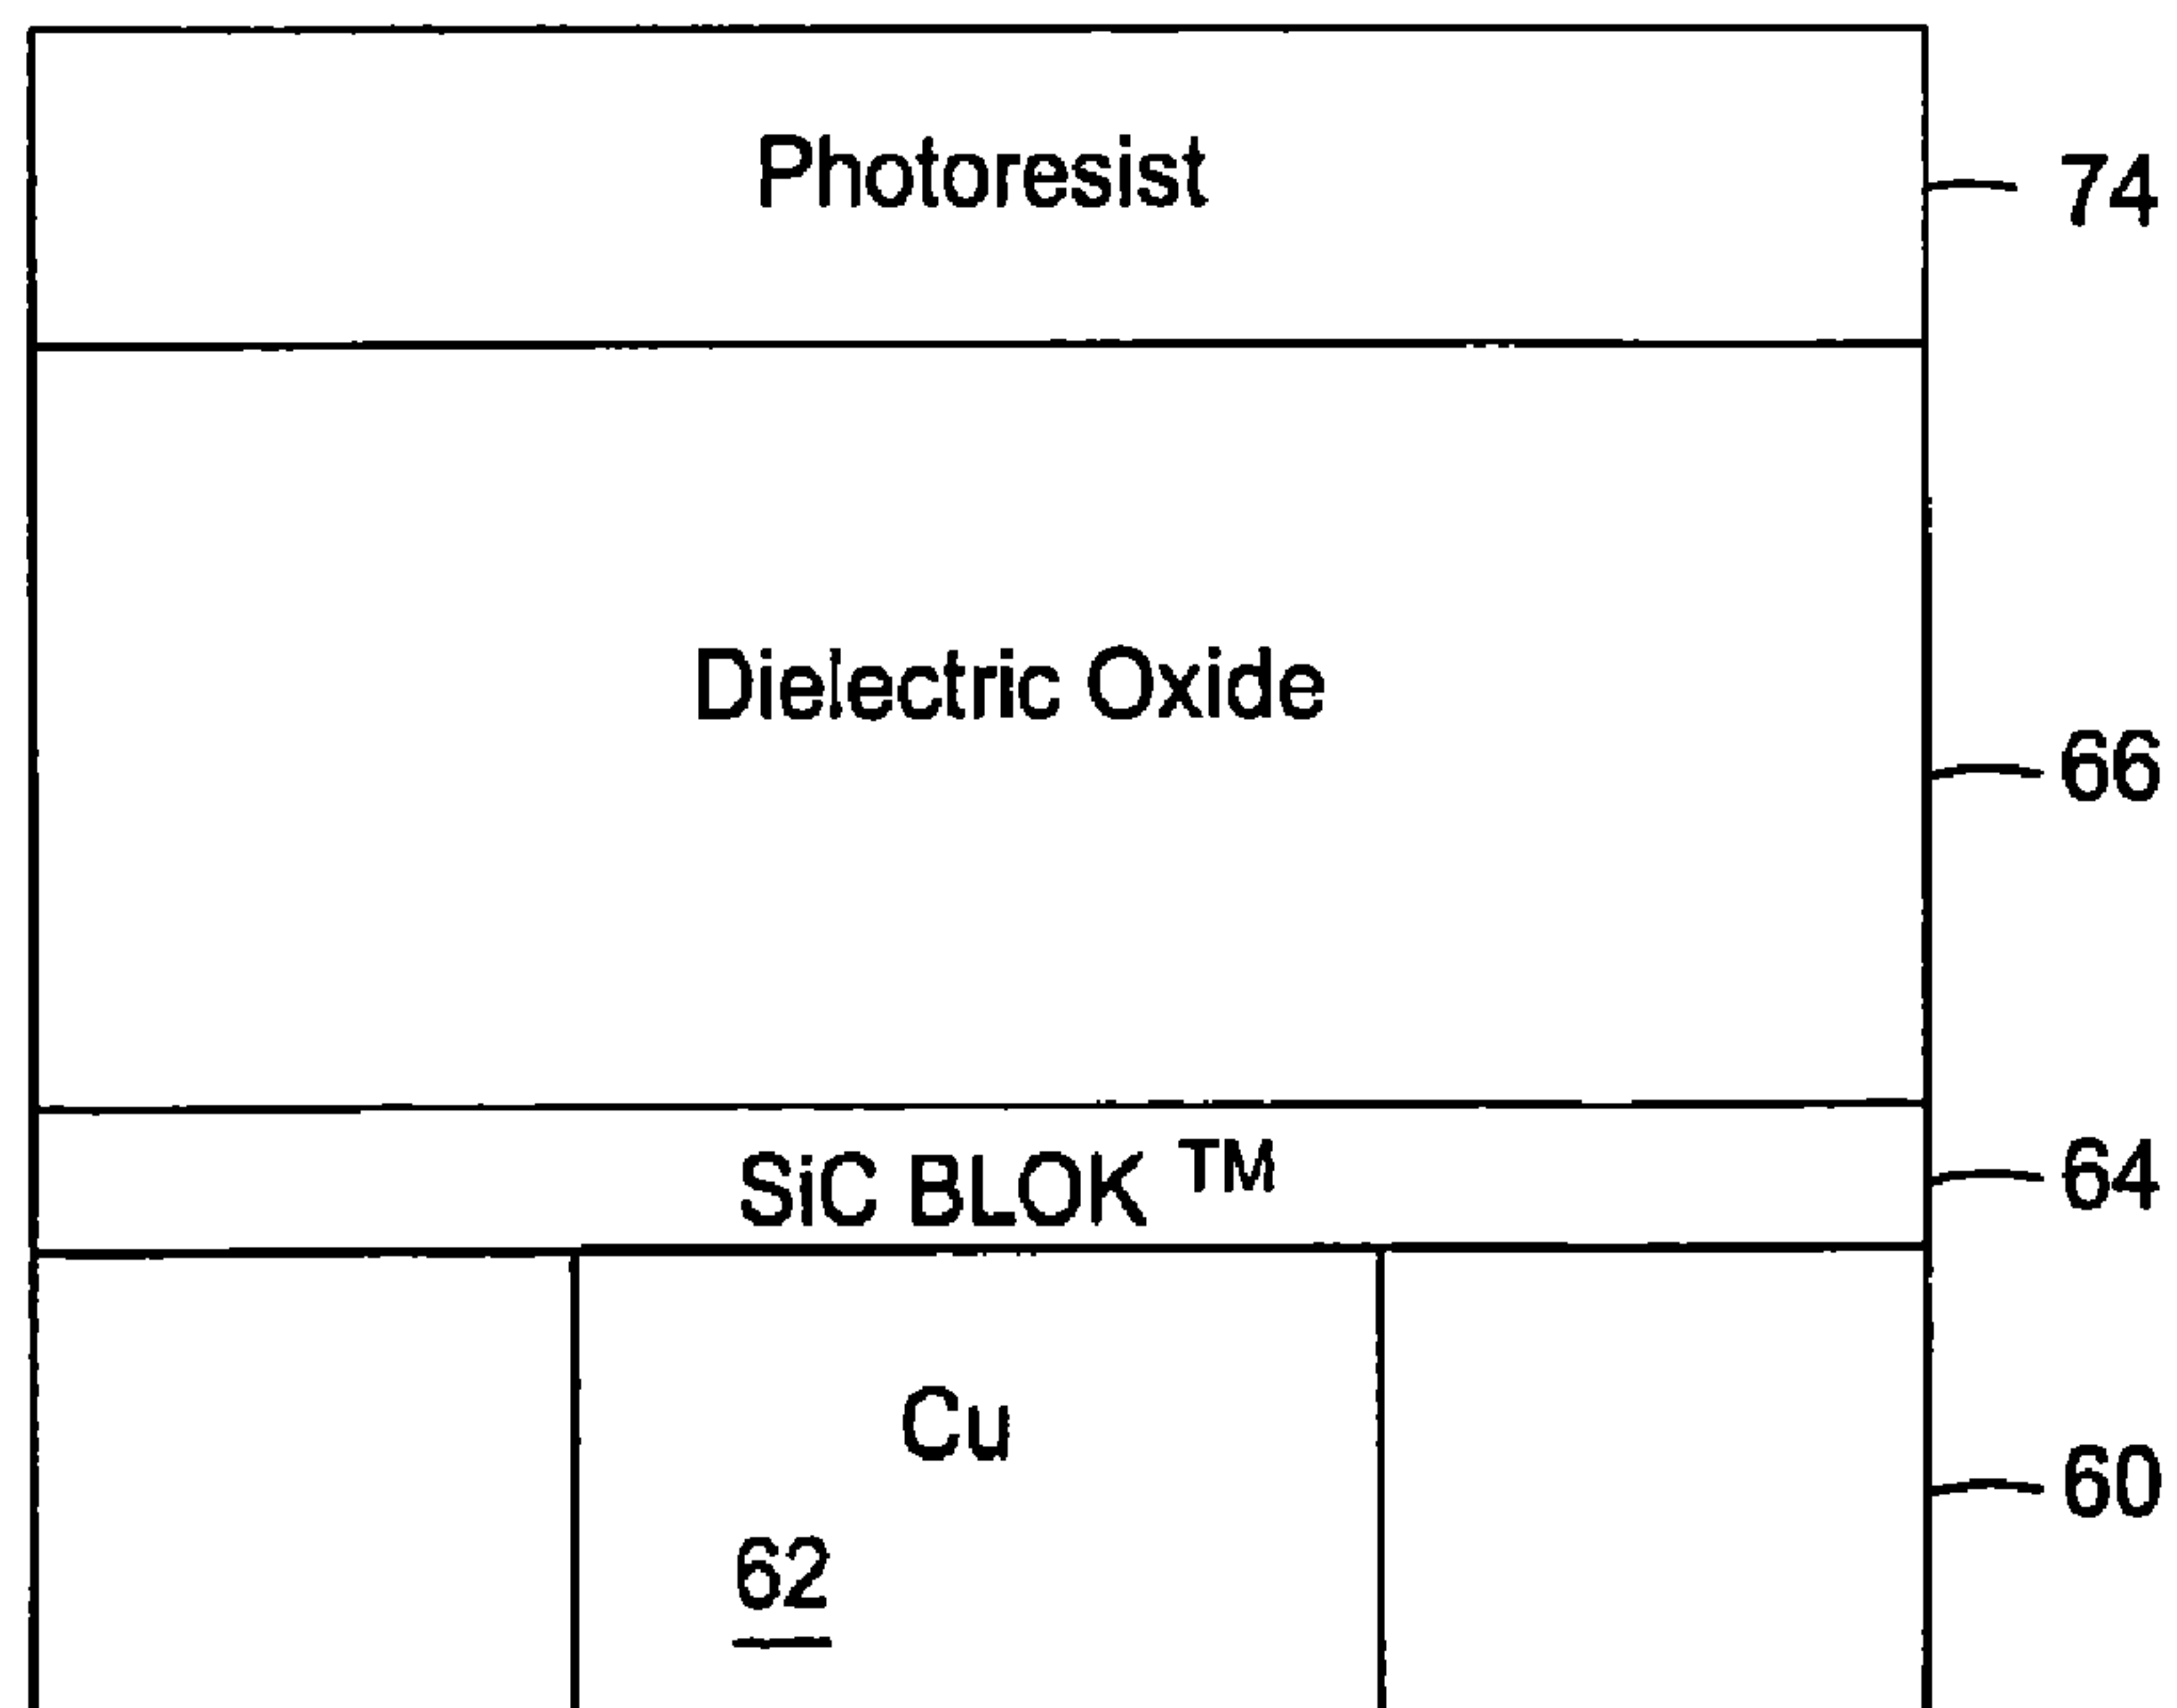 Photoresist
74
Dielectric Oxide
66
SiC BLOK ™
64
Cu
60
62